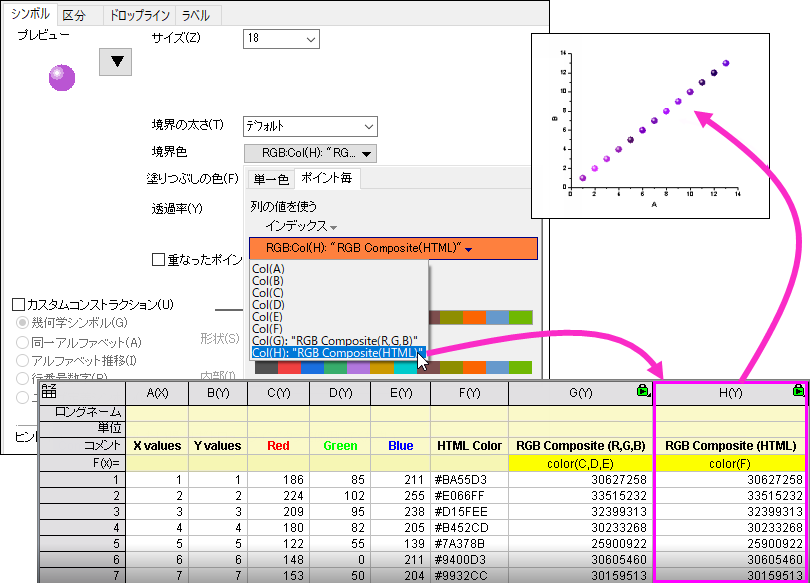 シンボル 区分 ドロップライン ラベル
プレビュー
サイズ(Z) 18
境界の太さ(T) デフォルト
境界色 RGB:Col(H): "RG...
塗りつぶしの色(F) 単一色 ポイント毎
透過率(Y) 列の値を使う
インデックス
RGB:Col(H): "RGB Composite(HTML)"
重なったポイン
Col(A)
Col(B)
Col(C)
Col(D)
Col(E)
Col(F)
Col(G): "RGB Composite(R,G,B)"
Col(H): "RGB Composite(HTML)"
カスタムコンストラクション(U)
幾何学シンボル(G) 形状(S)
同一アルファベット(A)
アルファベット推移(I)
行番号数字(R) 内部(I)
ユ
ヒント
14
12
10
8
6
4
2
0
B
0 2 4 6 8 10 12 14
A
A(X) B(Y) C(Y) D(Y) E(Y) F(Y) G(Y) H(Y)
ロングネーム
単位
コメント X values Y values Red Green Blue HTML Color RGB Composite (R,G,B) RGB Composite (HTML)
F(x)= color(C,D,E) color(F)
1 1 1 186 85 211 #BA55D3 30627258 30627258
2 2 2 224 102 255 #E066FF 33515232 33515232
3 3 3 209 95 238 #D15FEE 32399313 32399313
4 4 4 180 82 205 #B452CD 30233268 30233268
5 5 5 122 55 139 #7A378B 25900922 25900922
6 6 6 148 0 211 #9400D3 30605460 30605460
7 7 7 153 50 204 #9932CC 30159513 30159513